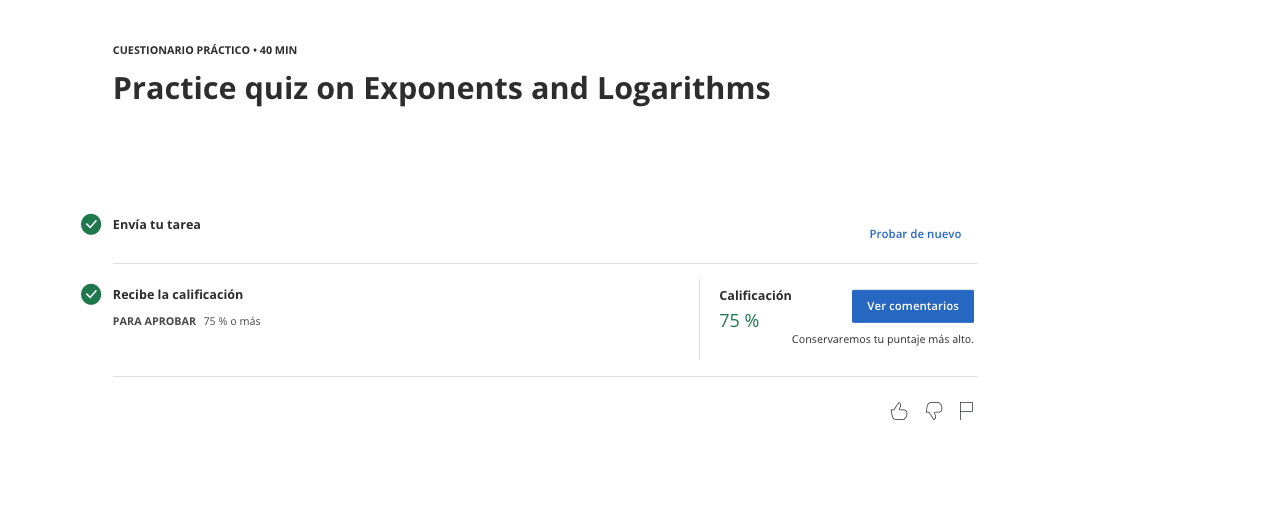 CUESTIONARIO PRÁCTICO • 40 MIN
Practice quiz on Exponents and Logarithms
Envía tu tarea
Probar de nuevo
Recibe la calificación
PARA APROBAR 75 % o más
Calificación
75 %
Ver comentarios
Conservaremos tu puntaje más alto.